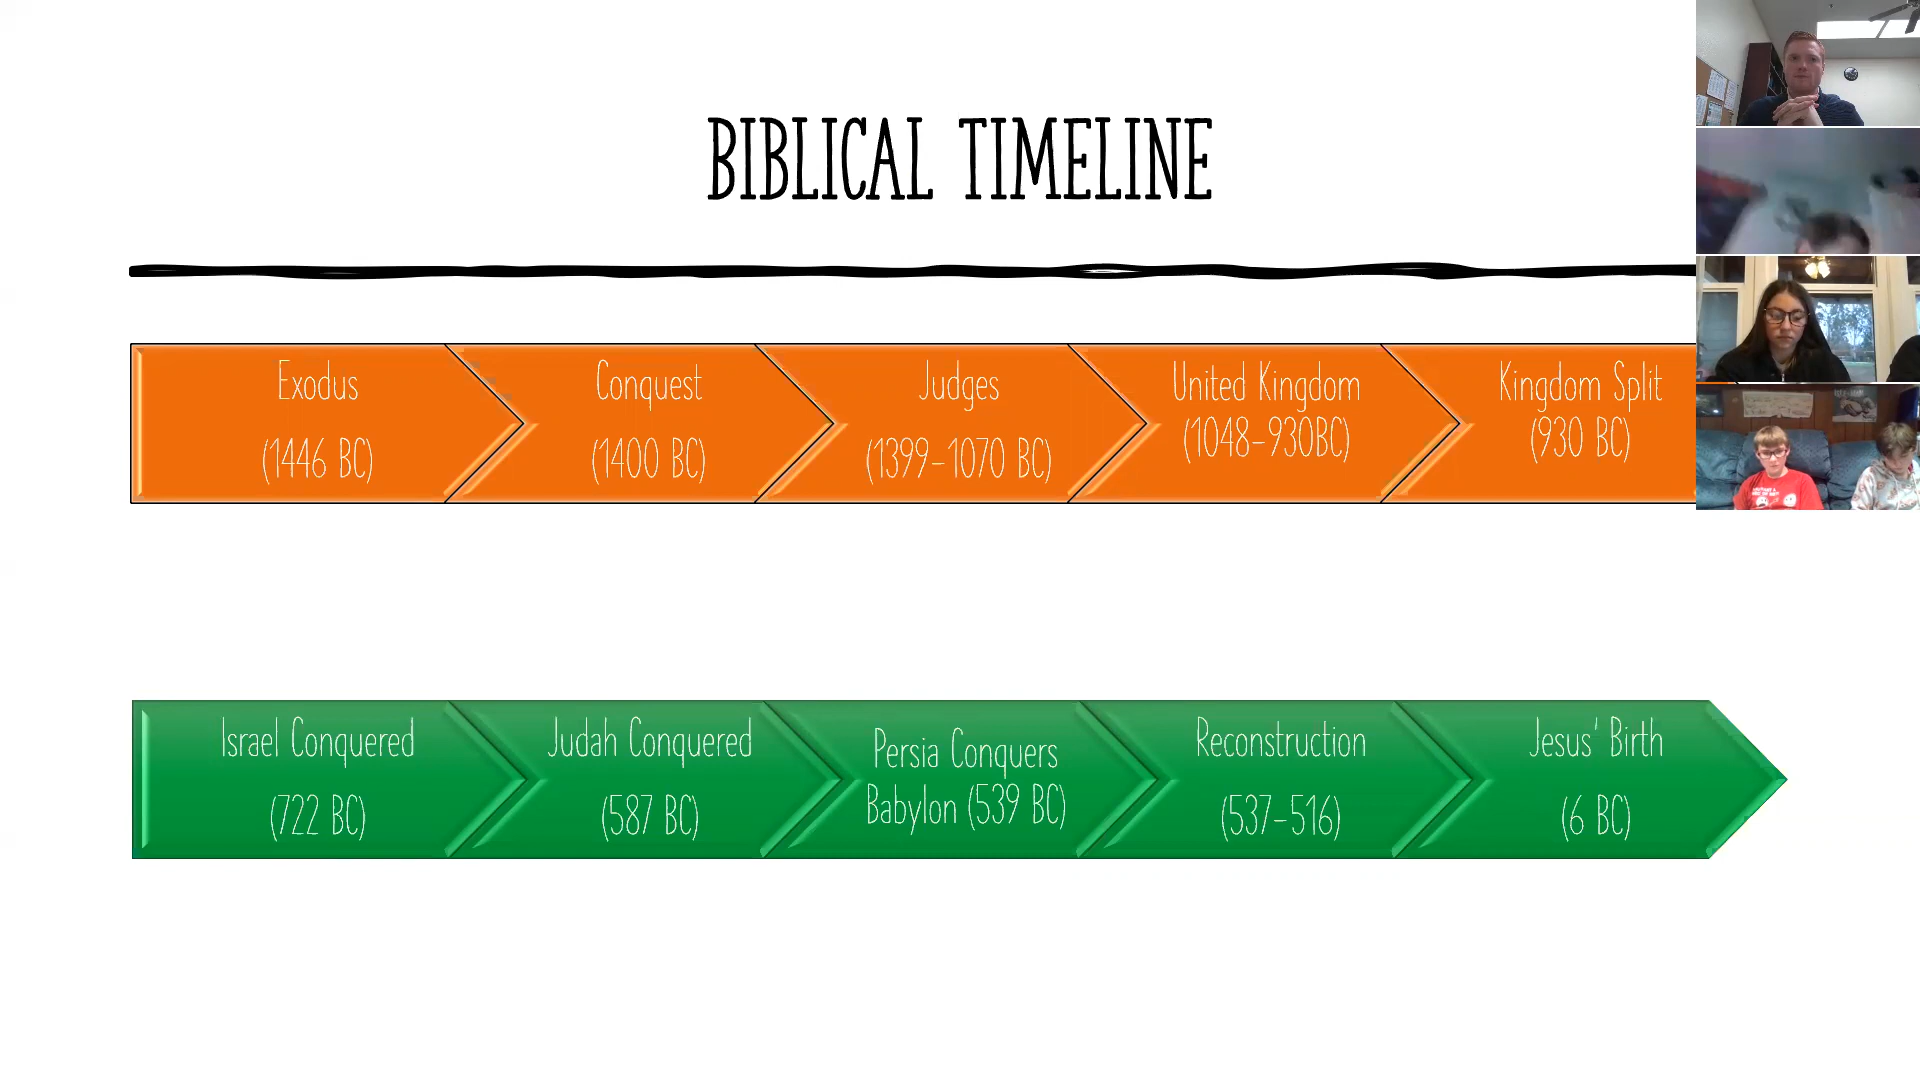 BIBLICAL TIMELINE
Exodus
(1446 BC)
Conquest
(1400 BC)
Judges
(1399-1070 BC)
United Kingdom
(1048-930BC)
Kingdom Split
(930 BC)
Israel Conquered
(722 BC)
Judah Conquered
(587 BC)
Persia Conquers
Babylon (539 BC)
Reconstruction
(537-516)
Jesus' Birth
(6 BC)